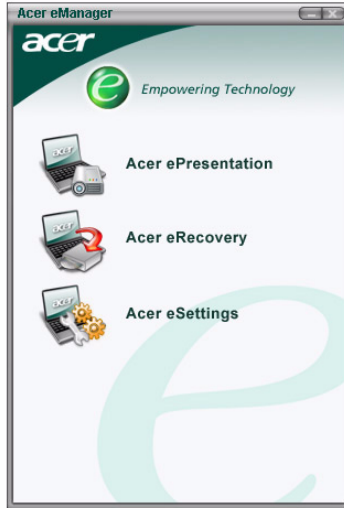 Acer eManager
acer
e
Empowering Technology
Acer ePresentation
Acer eRecovery
Acer eSettings